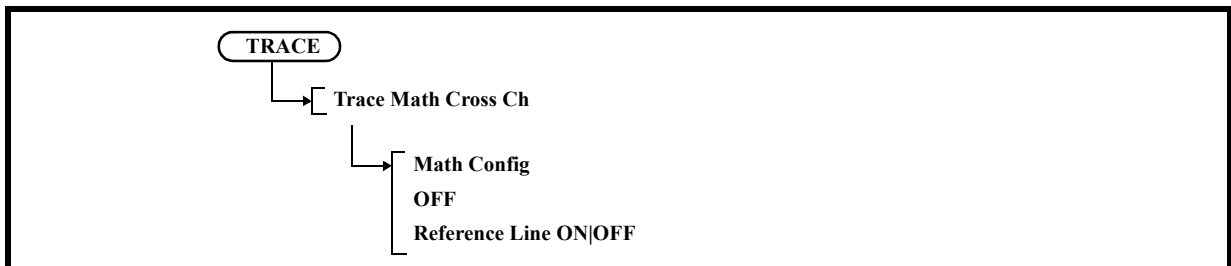 TRACE
Trace Math Cross Ch
Math Config
OFF
Reference Line ON|OFF